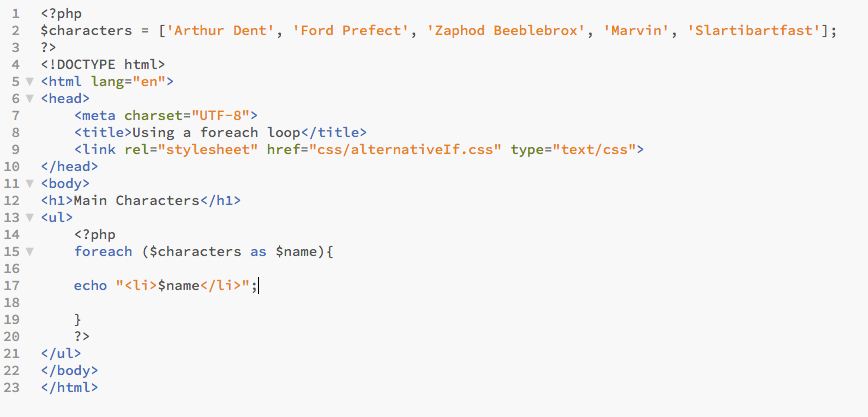 1 <?php
2 $characters = ['Arthur Dent', 'Ford Prefect', 'Zaphod Beeblebrox', 'Marvin', 'Slartibartfast'];
3 ?>
4 <!DOCTYPE html>
5 <html lang="en">
6 <head>
7     <meta charset="UTF-8">
8     <title>Using a foreach loop</title>
9     <link rel="stylesheet" href="css/alternativeIf.css" type="text/css">
10 </head>
11 <body>
12 <h1>Main Characters</h1>
13 <ul>
14     <?php
15     foreach ($characters as $name){
16
17     echo "<li>$name</li>";
18
19     }
20     ?>
21 </ul>
22 </body>
23 </html>